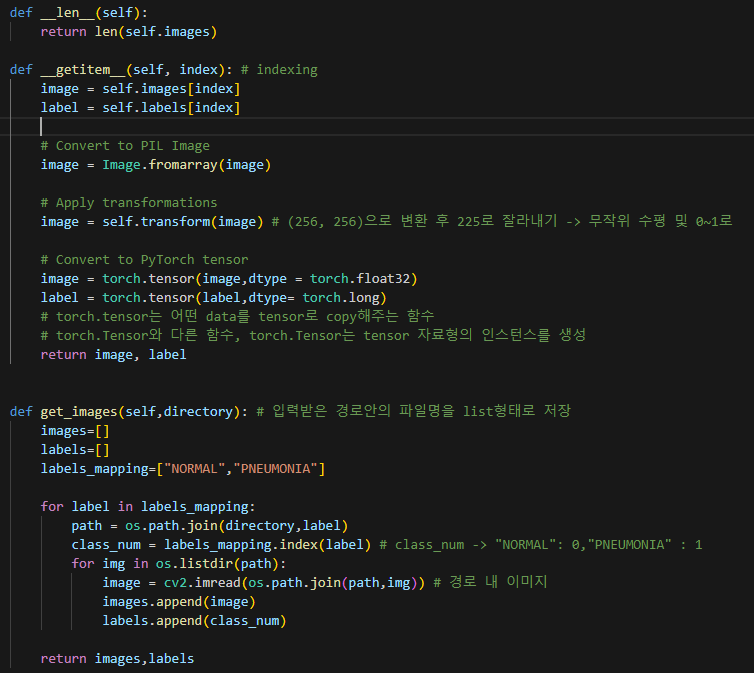 def __len__(self):
    return len(self.images)

def __getitem__(self, index): # indexing
    image = self.images[index]
    label = self.labels[index]

    # Convert to PIL Image
    image = Image.fromarray(image)

    # Apply transformations
    image = self.transform(image) # (256, 256)으로 변환 후 225로 잘라내기 -> 무작위 수평 및 0~1로

    # Convert to PyTorch tensor
    image = torch.tensor(image,dtype = torch.float32)
    label = torch.tensor(label,dtype= torch.long)
    # torch.tensor는 어떤 data를 tensor로 copy해주는 함수
    # torch.Tensor와 다른 함수, torch.Tensor는 tensor 자료형의 인스턴스를 생성
    return image, label


def get_images(self,directory): # 입력받은 경로안의 파일명을 list형태로 저장
    images=[]
    labels=[]
    labels_mapping=["NORMAL","PNEUMONIA"]

    for label in labels_mapping:
        path = os.path.join(directory,label)
        class_num = labels_mapping.index(label) # class_num -> "NORMAL": 0,"PNEUMONIA" : 1
        for img in os.listdir(path):
            image = cv2.imread(os.path.join(path,img)) # 경로 내 이미지
            images.append(image)
            labels.append(class_num)

    return images,labels